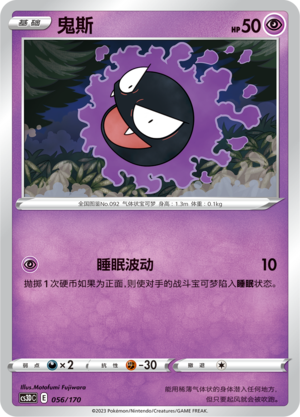 基础 鬼斯 HP50
全国图鉴No.092 气体状宝可梦 身高：1.3m 体重：0.1kg
睡眠波动 10
抛掷1次硬币如果为正面，则使对手的战斗宝可梦陷入睡眠状态。
弱点 ×2 抗性 -30 撤退
Illus. Motofumi Fujiwara
CS3DC E 056/170
能用稀薄气体状的身体潜入任何地方，
但只要起风就会被吹跑。
©2023 Pokémon/Nintendo/Creatures/GAME FREAK.